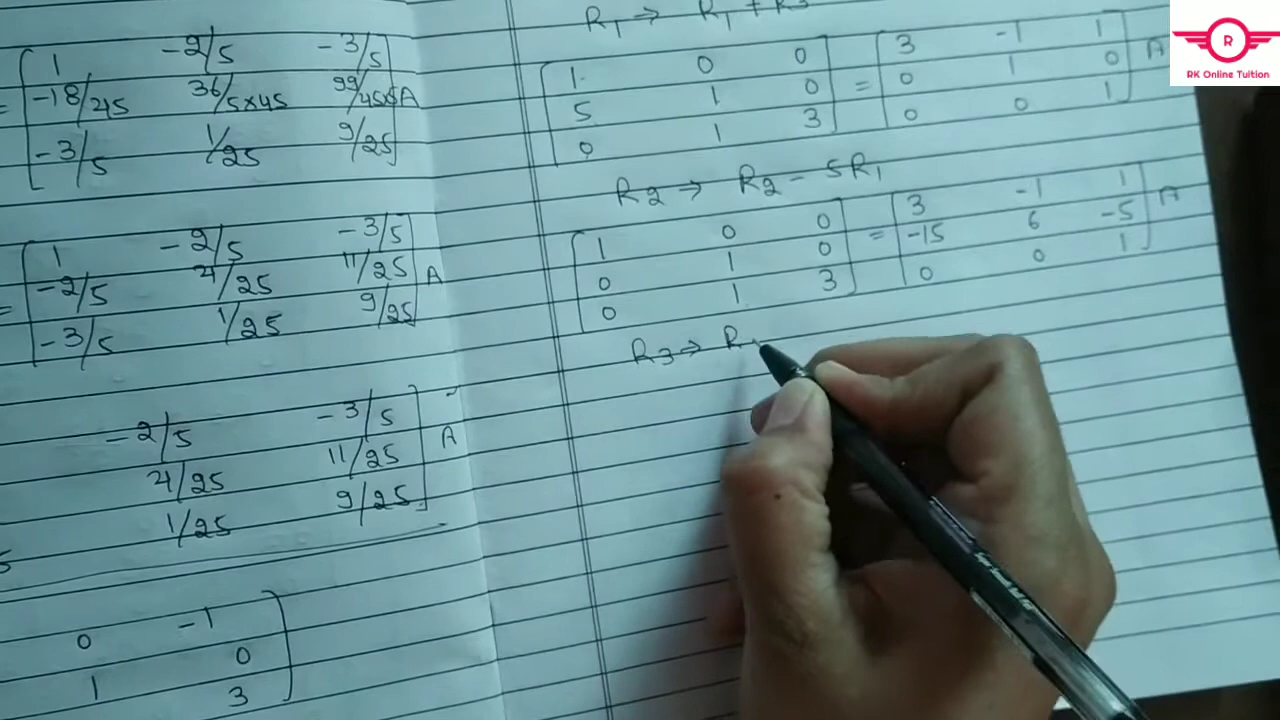 1 -2/5 -3/5
= -18/45 36/5×45 99/45×5 A
-3/5 1/25 9/25
1 -2/5 -3/5
= -2/5 4/25 11/25 A
-3/5 1/25 9/25
-2/5 -3/5
4/25 11/25 A
1/25 9/25
0 -1
0
1 3
R1 → R1 + R3
1 0 0 3 -1 1
5 1 0 = 0 1 0 A
0 1 3 0 0 1
R2 → R2 - 5R1
1 0 0 3 -1 1
0 1 0 = -15 6 -5 A
0 1 3 0 0 1
R3 → R
R
RK Online Tuition